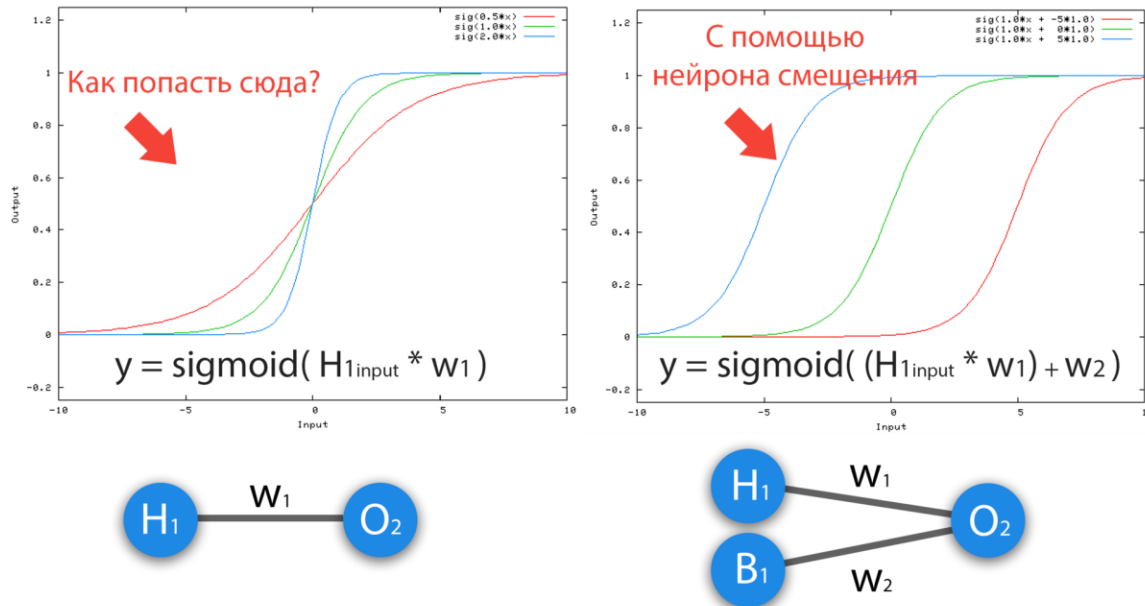 sig(0.5*x)
sig(1.0*x)
sig(2.0*x)
Как попасть сюда?
1.2
1
0.8
0.6
0.4
0.2
0
-0.2
Output
y = sigmoid( H1input * w1)
-10
-5
0
5
10
Input
H1
w1
O2
sig(1.0*x + -5*1.0)
sig(1.0*x + 0*1.0)
sig(1.0*x + 5*1.0)
С помощью
нейрона смещения
1.2
1
0.8
0.6
0.4
0.2
0
-0.2
Output
y = sigmoid( (H1input * w1) + w2)
-10
-5
0
5
1
Input
H1
w1
O2
B1
w2